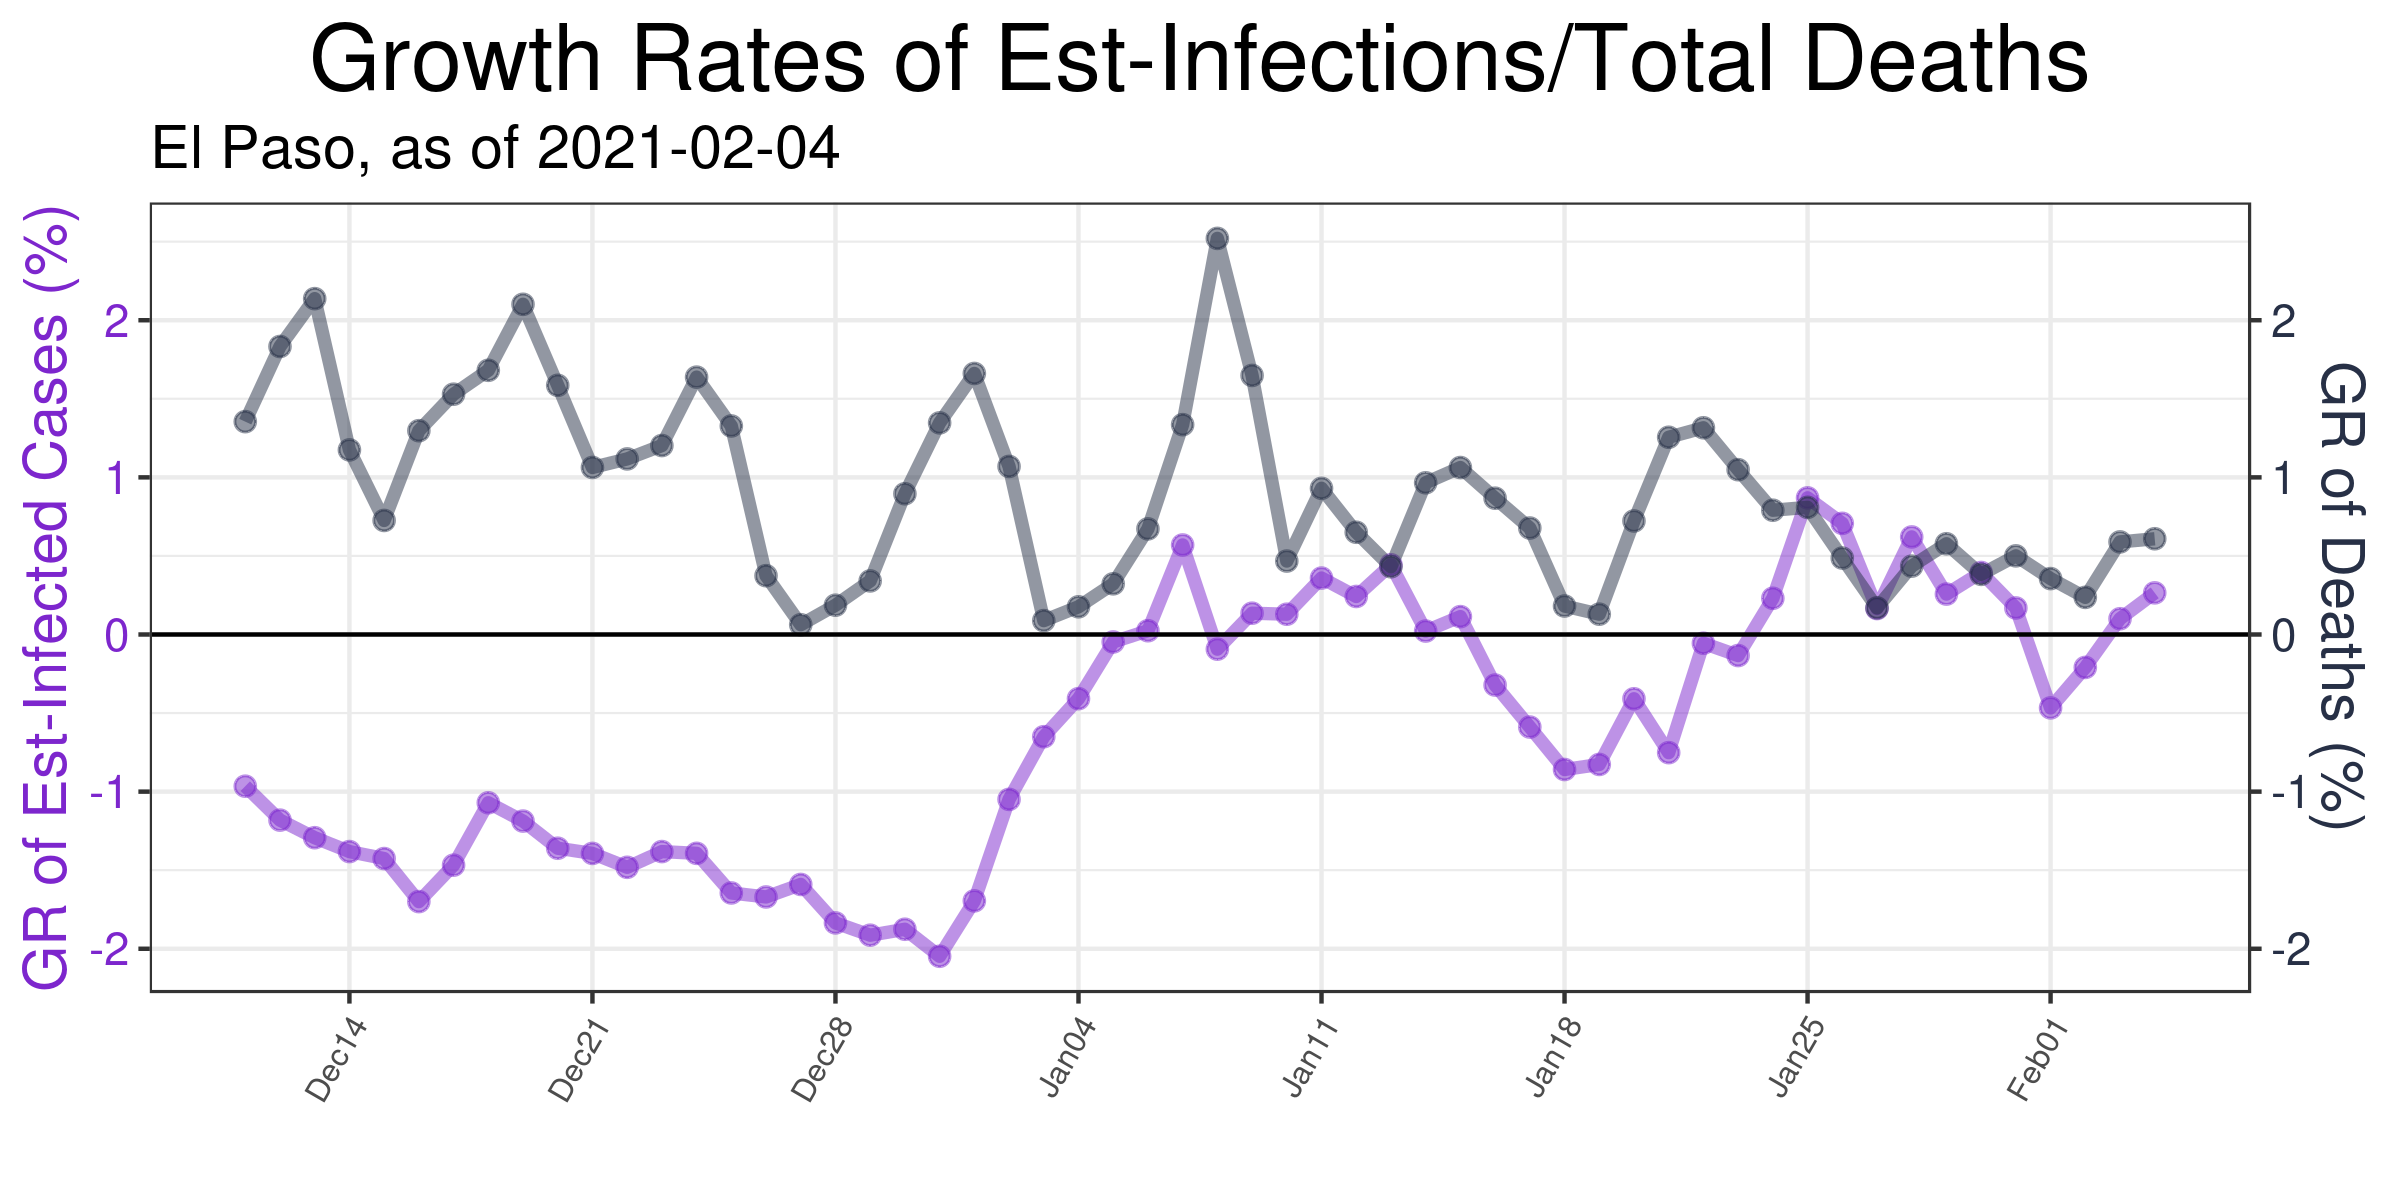 Growth Rates of Est-Infections/Total Deaths
El Paso, as of 2021-02-04
GR of Est-Infected Cases (%)
2
1
0
-1
-2
2
1
0
-1
-2
GR of Deaths (%)
Dec14
Dec21
Dec28
Jan04
Jan11
Jan18
Jan25
Feb01